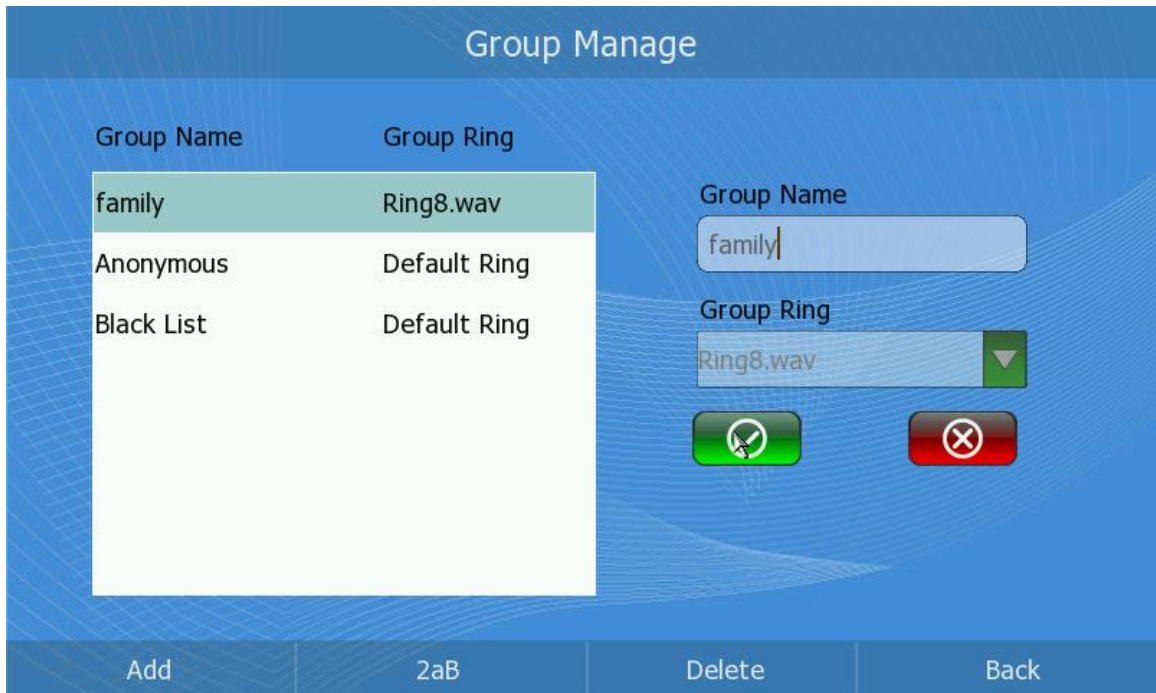 Group Manage
Group Name Group Ring
family Ring8.wav
Anonymous Default Ring
Black List Default Ring
Group Name
family
Group Ring
Ring8.wav
Add 2aB Delete Back